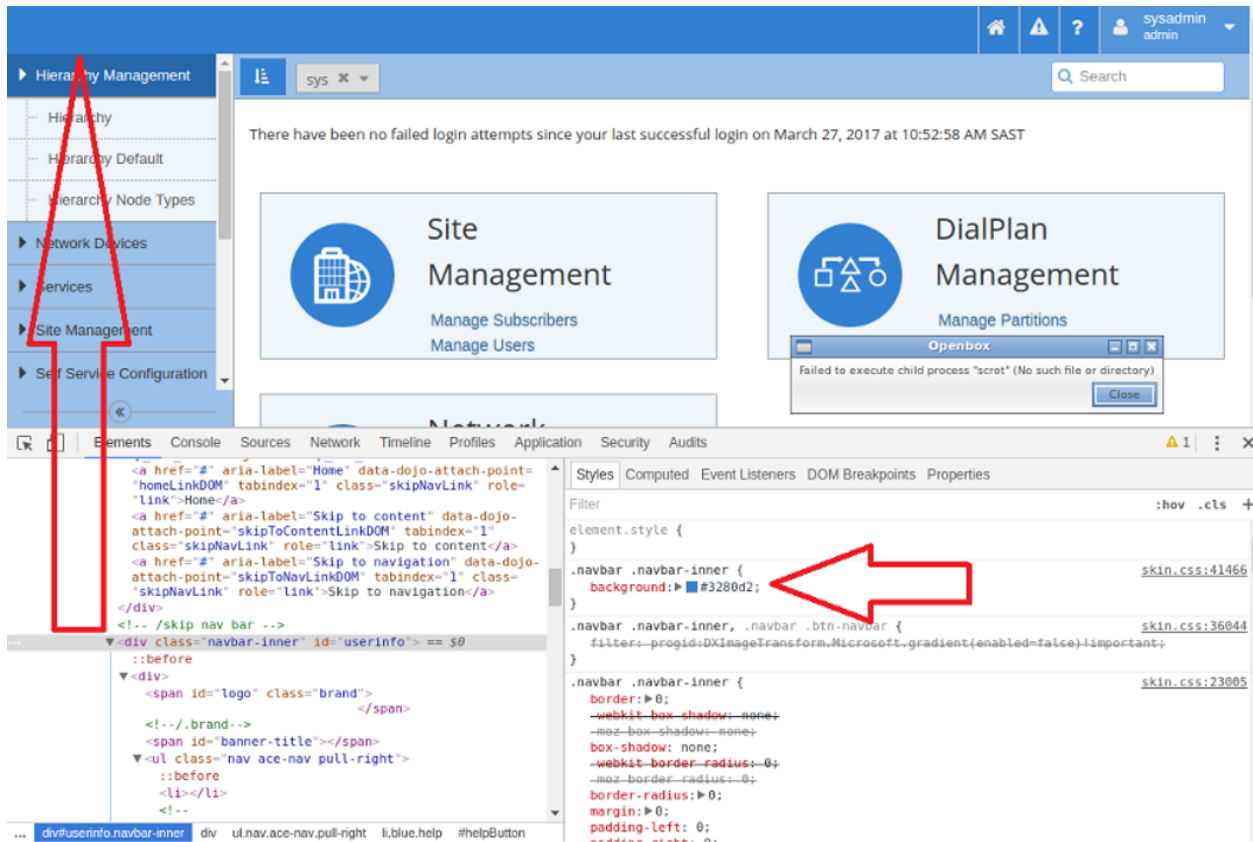 sysadmin
admin
?
Hierarchy Management
sys
Search
Hierarchy
Hierarchy Default
Hierarchy Node Types
Network Devices
Services
Site Management
Self Service Configuration
There have been no failed login attempts since your last successful login on March 27, 2017 at 10:52:58 AM SAST
Site
Management
Manage Subscribers
Manage Users
DialPlan
Management
Manage Partitions
Openbox
Failed to execute child process "scrot" (No such file or directory)
Close
Network
Elements Console Sources Network Timeline Profiles Application Security Audits
1
<a href="#" aria-label="Home" data-dojo-attach-point=
"homeLinkDOM" tabindex="1" class="skipNavLink" role=
"link">Home</a>
<a href="#" aria-label="Skip to content" data-dojo-
attach-point="skipToContentLinkDOM" tabindex="1"
class="skipNavLink" role="link">Skip to content</a>
<a href="#" aria-label="Skip to navigation" data-dojo-
attach-point="skipToNavLinkDOM" tabindex="1" class=
"skipNavLink" role="link">Skip to navigation</a>
</div>
<!-- /skip nav bar -->
<div class="navbar-inner" id="userinfo"> == $0
::before
<div>
<span id="logo" class="brand">
</span>
<!--/.brand-->
<span id="banner-title"></span>
<ul class="nav ace-nav pull-right">
::before
<li></li>
<!--
... div#userinfo.navbar-inner div ul.nav.ace-nav.pull-right li.blue.help #helpButton
Styles Computed Event Listeners DOM Breakpoints Properties
Filter :hov .cls +
element.style {
}
.navbar .navbar-inner { skin.css:41466
background: #3280d2;
}
.navbar .navbar-inner, .navbar .btn-navbar { skin.css:36044
filter: progid:DXImageTransform.Microsoft.gradient(enabled=false)!important;
}
.navbar .navbar-inner { skin.css:23005
border: 0;
-webkit-box-shadow: none;
-moz-box-shadow: none;
box-shadow: none;
-webkit-border-radius: 0;
-moz-border-radius: 0;
border-radius: 0;
margin: 0;
padding-left: 0;
padding-right: 0;